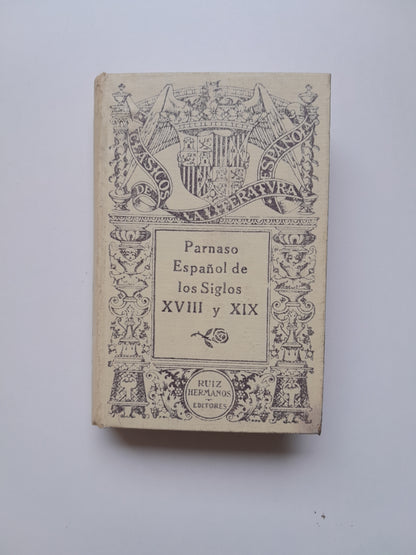 CLÁSICOS DE LA LITERATURA ESPAÑOLA
Parnaso
Español de
los Siglos
XVIII y XIX
RUIZ
HERMANOS
EDITORES